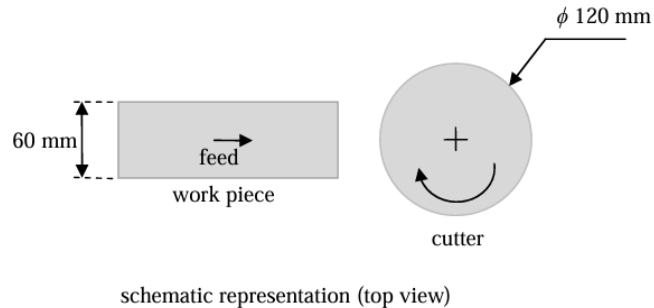 ϕ 120 mm
60 mm
feed
work piece
cutter
schematic representation (top view)